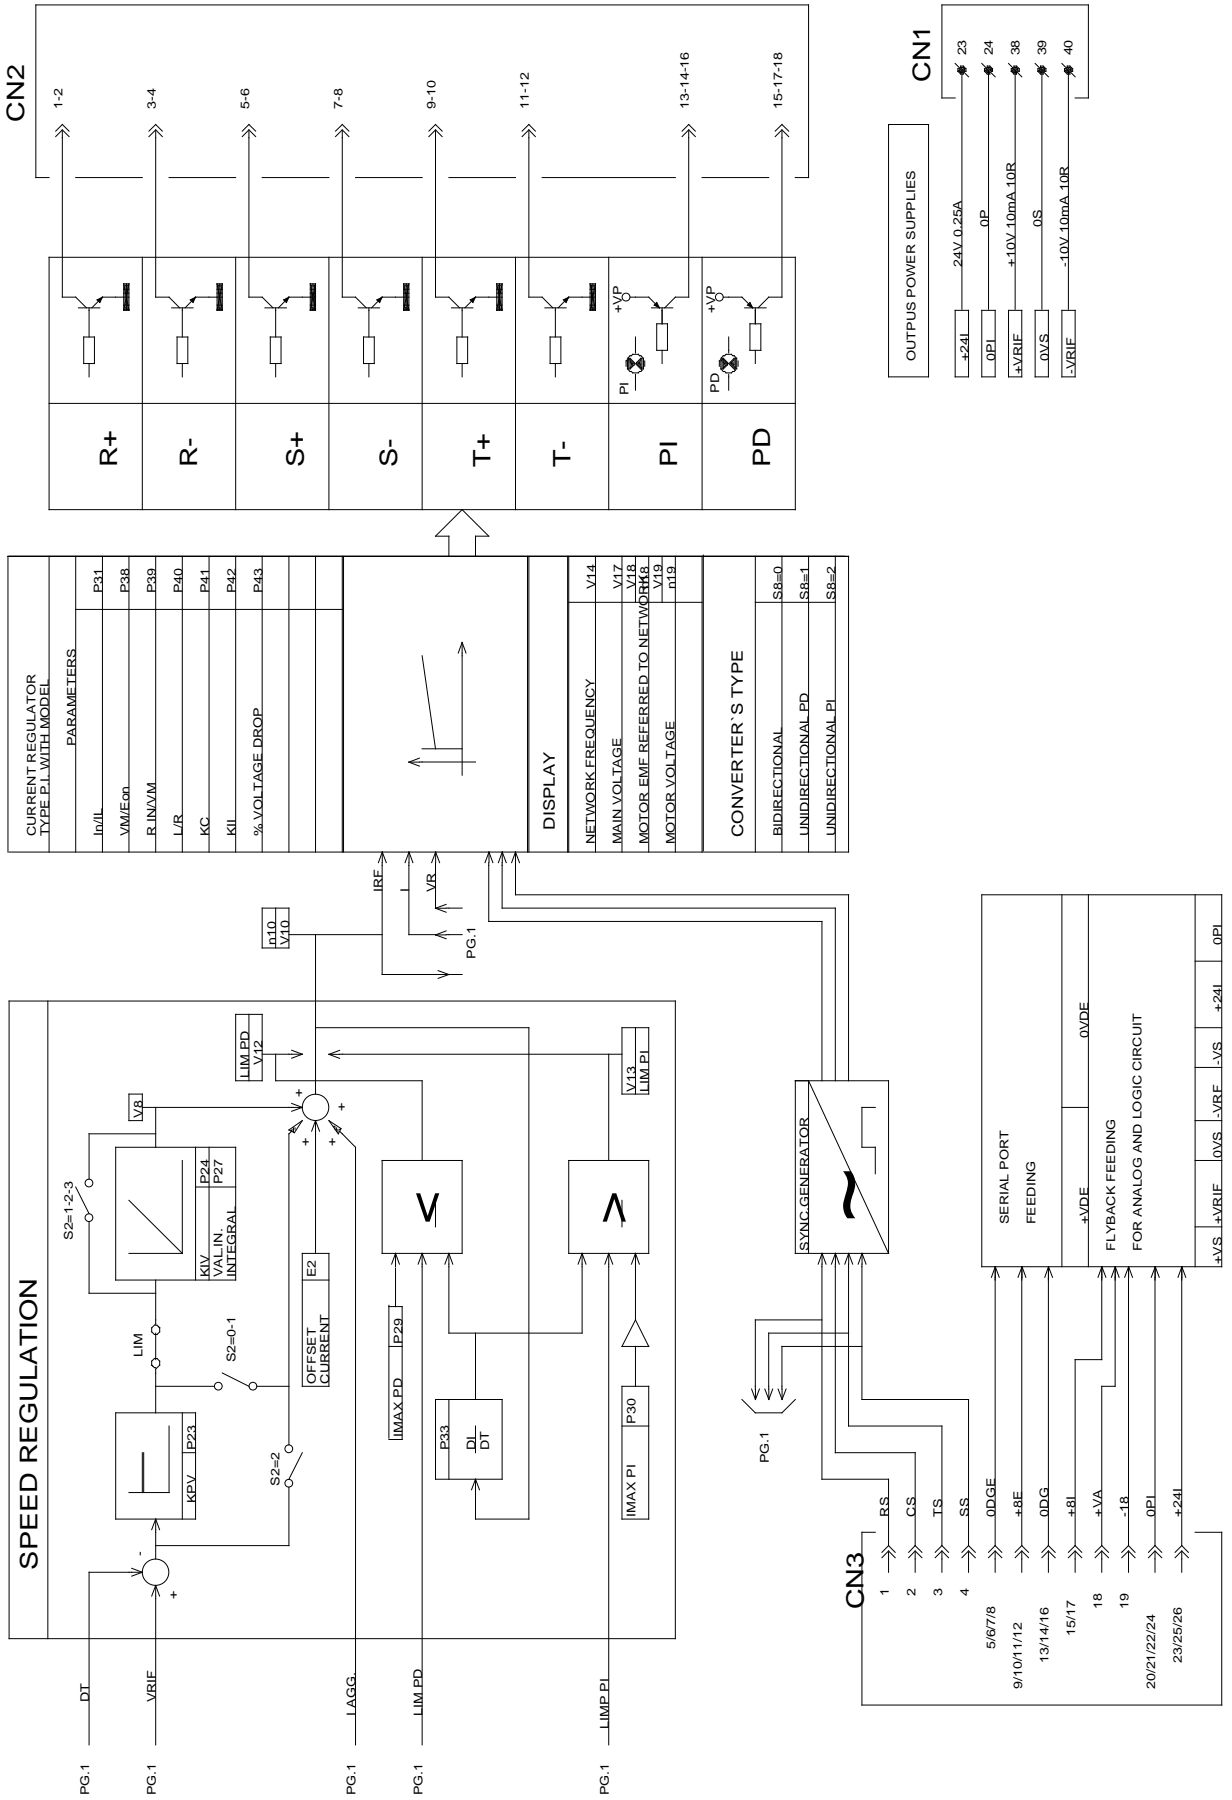 SPEED REGULATION
PG.1
DT
PG.1
VRIF
PG.1
I AGG.
PG.1
LIM PD
PG.1
LIMP PI
-
+
KPV
P23
LIM
S2=0-1
S2=2
S2=1-2-3
KIV
P24
VAL.IN.
INTEGRAL
P27
V8
OFFSET
CURRENT
E2
IMAX PD
P29
P33
DI
DT
IMAX PI
P30
<
>
+
+
+
+
+
LIM PD
V12
V13
LIM PI
n10
V10
IRF
I
VR
PG.1
CURRENT REGULATOR
TYPE P.I. WITH MODEL
PARAMETERS
In/IL
P31
VM/Eon
P38
R IN/VM
P39
L/R
P40
KC
P41
KII
P42
% VOLTAGE DROP
P43
DISPLAY
NETWORK FREQUENCY
V14
MAIN VOLTAGE
V17
MOTOR EMF REFERRED TO NETWORK
V18
MOTOR VOLTAGE
V19
n19
CONVERTER`S TYPE
BIDIRECTIONAL
S8=0
UNIDIRECTIONAL PD
S8=1
UNIDIRECTIONAL PI
S8=2
R+
R-
S+
S-
T+
T-
PI
PD
PI
+VP
PD
+VP
CN2
1-2
3-4
5-6
7-8
9-10
11-12
13-14-16
15-17-18
CN3
1
RS
2
CS
3
TS
4
SS
5/6/7/8
0DGE
9/10/11/12
+8E
13/14/16
0DG
15/17
+8I
18
+VA
19
-18
20/21/22/24
0PI
23/25/26
+24I
PG.1
SYNC.GENERATOR
~
SERIAL PORT
FEEDING
+VDE
0VDE
FLYBACK FEEDING
FOR ANALOG AND LOGIC CIRCUIT
+VS
+VRIF
0VS
-VRF
-VS
+24I
0PI
OUTPUS POWER SUPPLIES
CN1
+24I
24V 0.25A
23
0PI
0P
24
+VRIF
+10V 10mA 10R
38
0VS
0S
39
-VRIF
-10V 10mA 10R
40